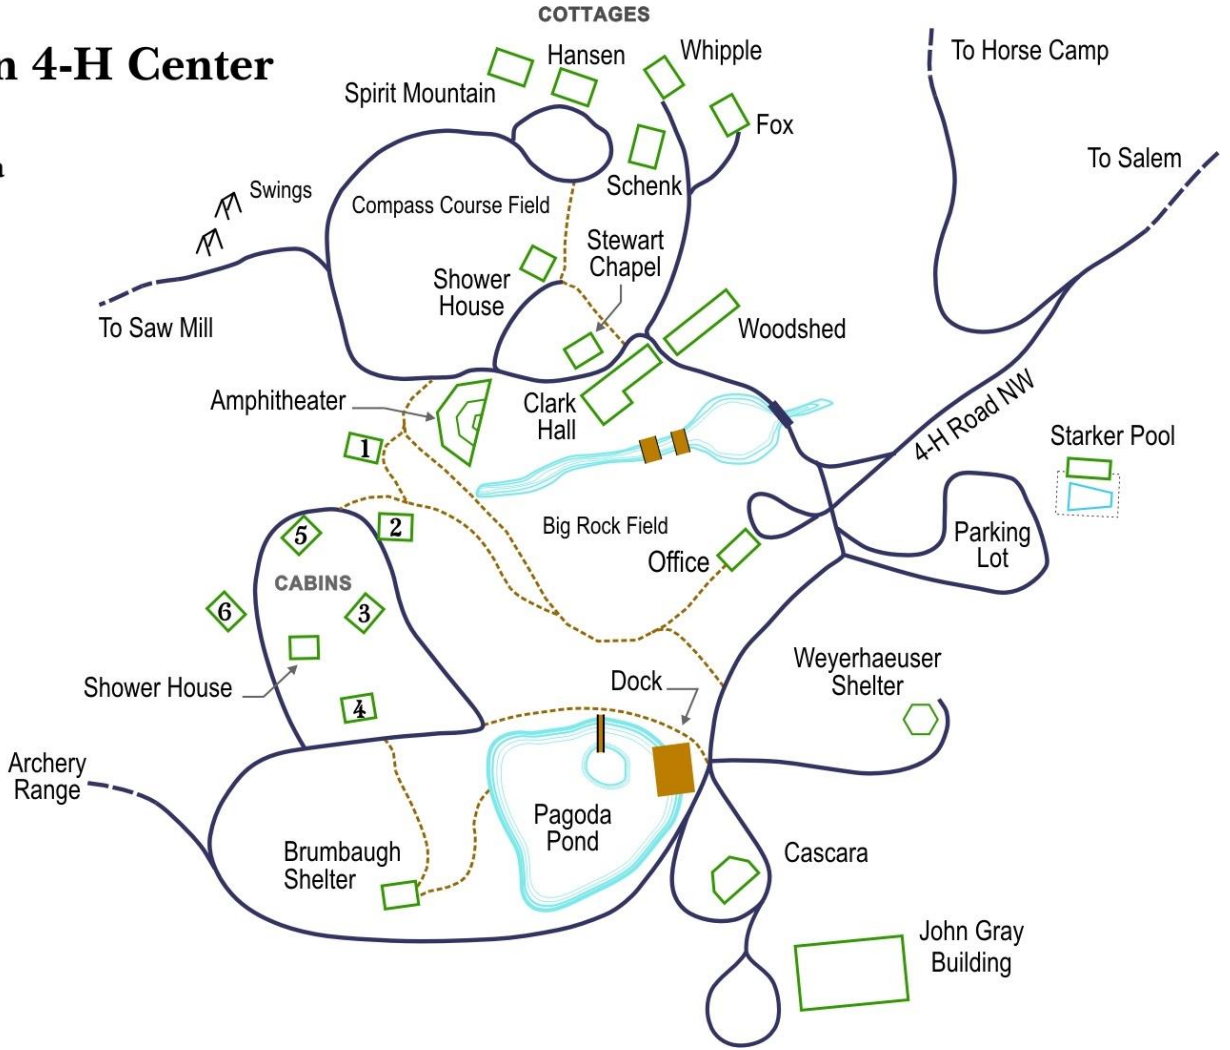 COTTAGES
n 4-H Center
a
Hansen
Whipple
To Horse Camp
Spirit Mountain
Fox
To Salem
Schenk
Swings
Compass Course Field
Stewart
Chapel
Shower
House
To Saw Mill
Woodshed
Amphitheater
Clark
Hall
4-H Road NW
Starker Pool
1
2
5
Big Rock Field
Office
Parking
Lot
CABINS
6
3
Shower House
4
Dock
Weyerhaeuser
Shelter
Archery
Range
Pagoda
Pond
Brumbaugh
Shelter
Cascara
John Gray
Building